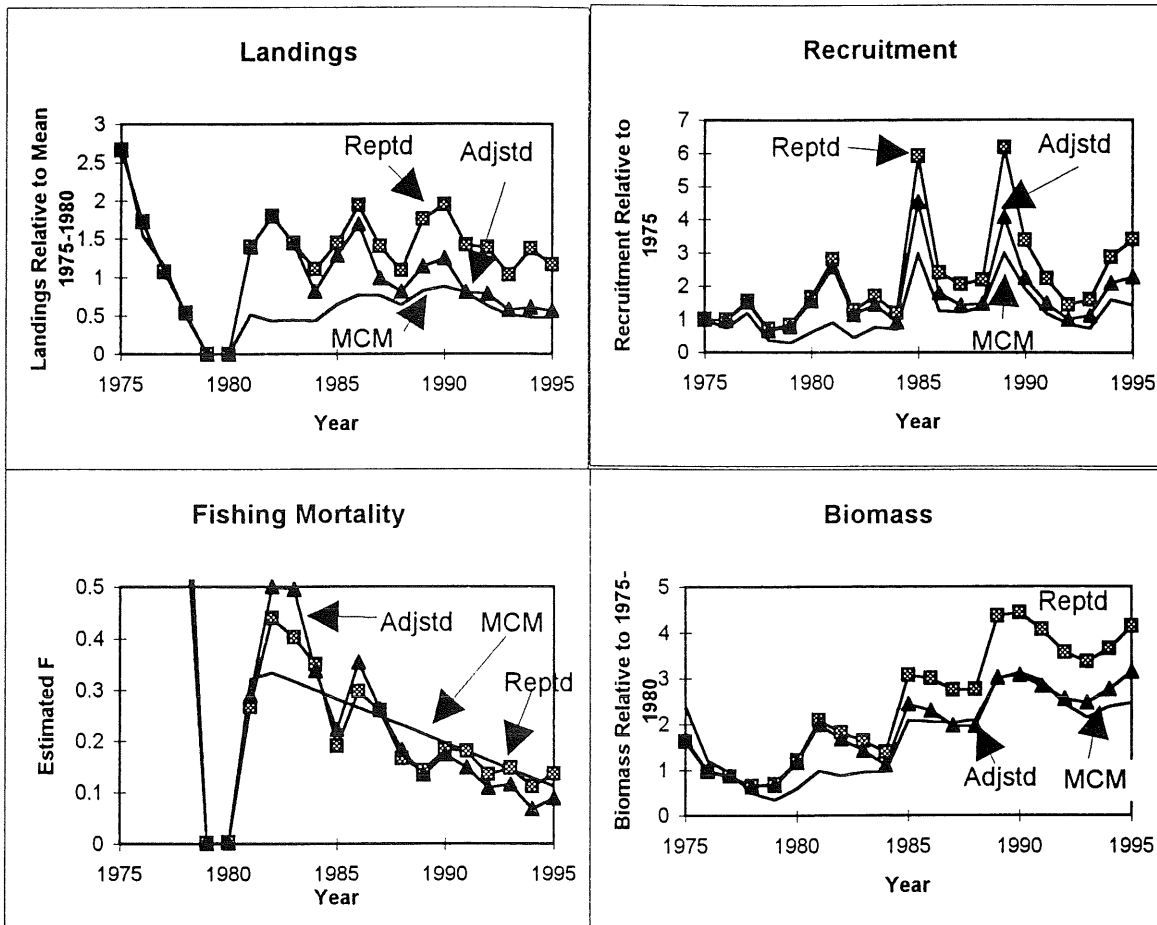 Landings
Landings Relative to Mean
1975-1980
3
2.5
2
1.5
1
0.5
0
Reptd
Adjstd
MCM
1975 1980 1985 1990 1995
Year
Recruitment
Recruitment Relative to
1975
7
6
5
4
3
2
1
0
Reptd
Adjstd
MCM
1975 1980 1985 1990 1995
Year
Fishing Mortality
Estimated F
0.5
0.4
0.3
0.2
0.1
0
Adjstd
MCM
Reptd
1975 1980 1985 1990 1995
Year
Biomass
Biomass Relative to 1975-
1980
5
4
3
2
1
0
Reptd
Adjstd
MCM
1975 1980 1985 1990 1995
Year